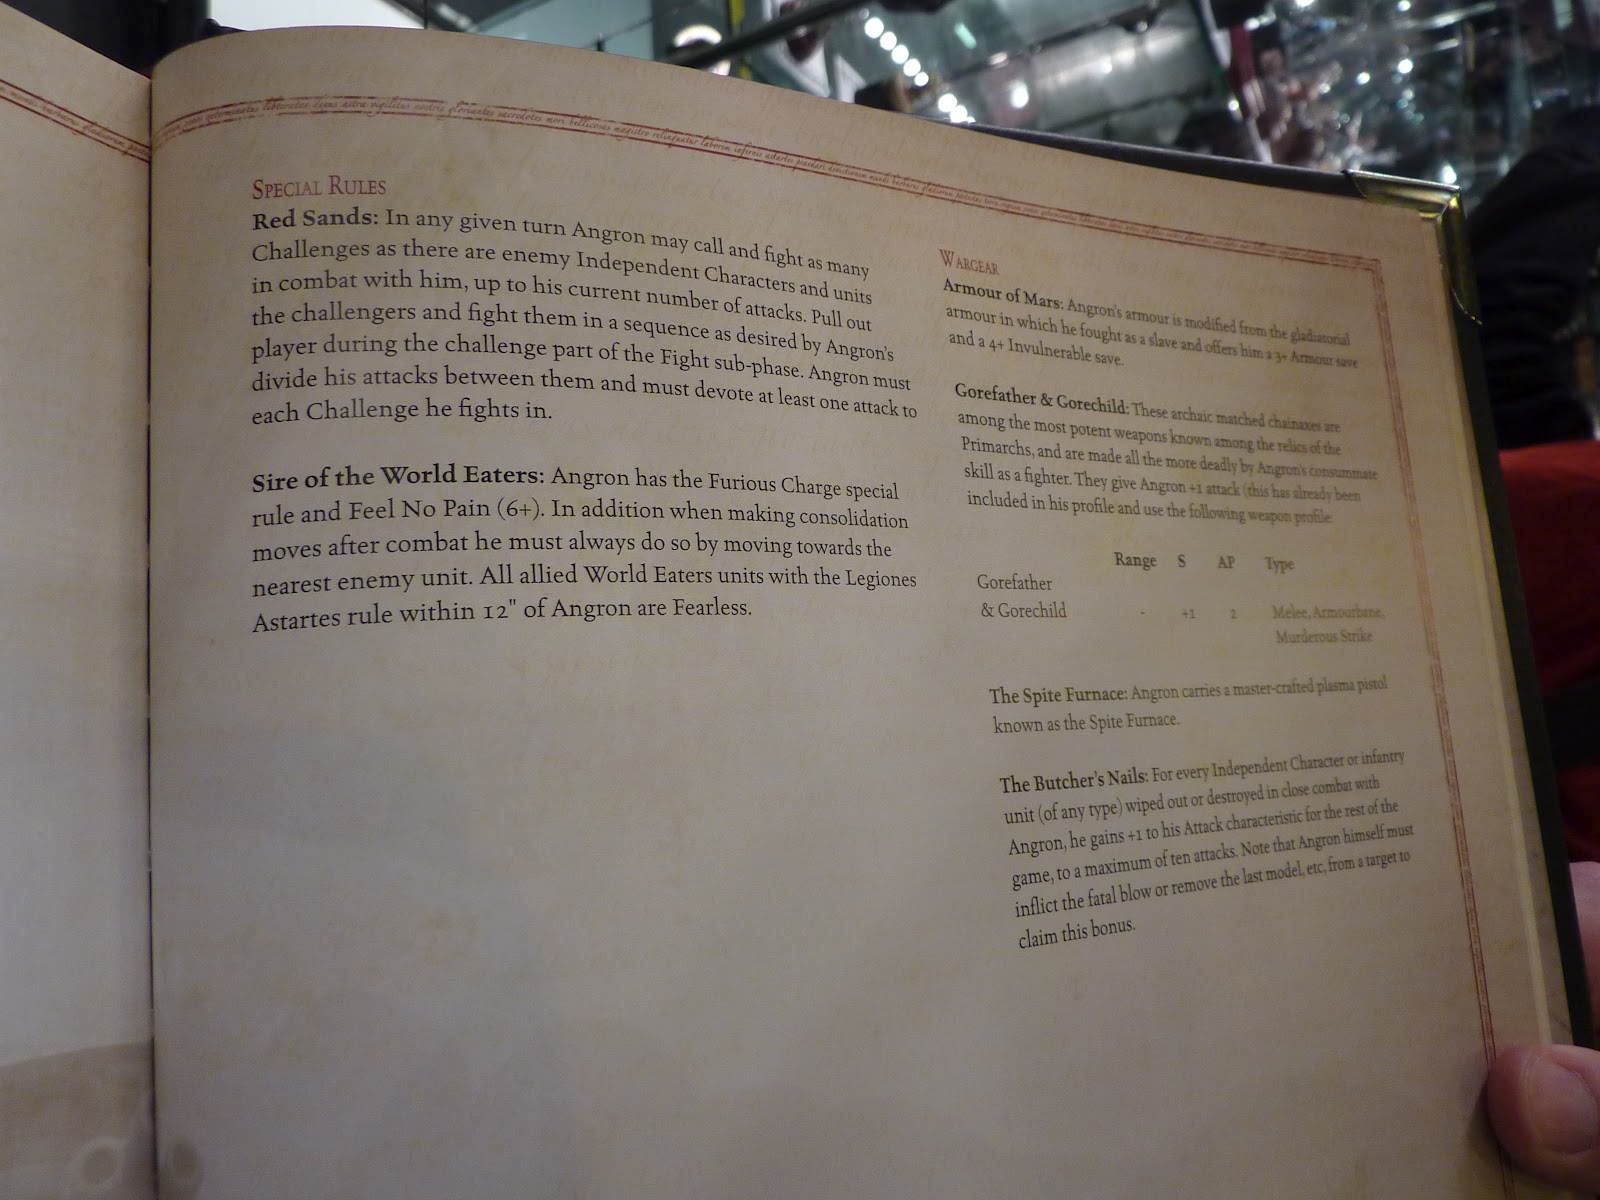 Special Rules
Red Sands: In any given turn Angron may call and fight as many
Challenges as there are enemy Independent Characters and units
in combat with him, up to his current number of attacks. Pull out
the challengers and fight them in a sequence as desired by Angron's
player during the challenge part of the Fight sub-phase. Angron must
divide his attacks between them and must devote at least one attack to
each Challenge he fights in.
Sire of the World Eaters: Angron has the Furious Charge special
rule and Feel No Pain (6+). In addition when making consolidation
moves after combat he must always do so by moving towards the
nearest enemy unit. All allied World Eaters units with the Legiones
Astartes rule within 12" of Angron are Fearless.
Wargear
Armour of Mars: Angron's armour is modified from the gladiatorial
armour in which he fought as a slave and offers him a 3+ Armour save
and a 4+ Invulnerable save.
Gorefather & Gorechild: These archaic matched chainaxes are
among the most potent weapons known among the relics of the
Primarchs, and are made all the more deadly by Angron's consummate
skill as a fighter. They give Angron +1 attack (this has already been
included in his profile and use the following weapon profile:
Range S AP Type
Gorefather
& Gorechild - +1 2 Melee, Armourbane,
Murderous Strike
The Spite Furnace: Angron carries a master-crafted plasma pistol
known as the Spite Furnace.
The Butcher's Nails: For every Independent Character or infantry
unit (of any type) wiped out or destroyed in close combat with
Angron, he gains +1 to his Attack characteristic for the rest of the
game, to a maximum of ten attacks. Note that Angron himself must
inflict the fatal blow or remove the last model, etc, from a target to
claim this bonus.